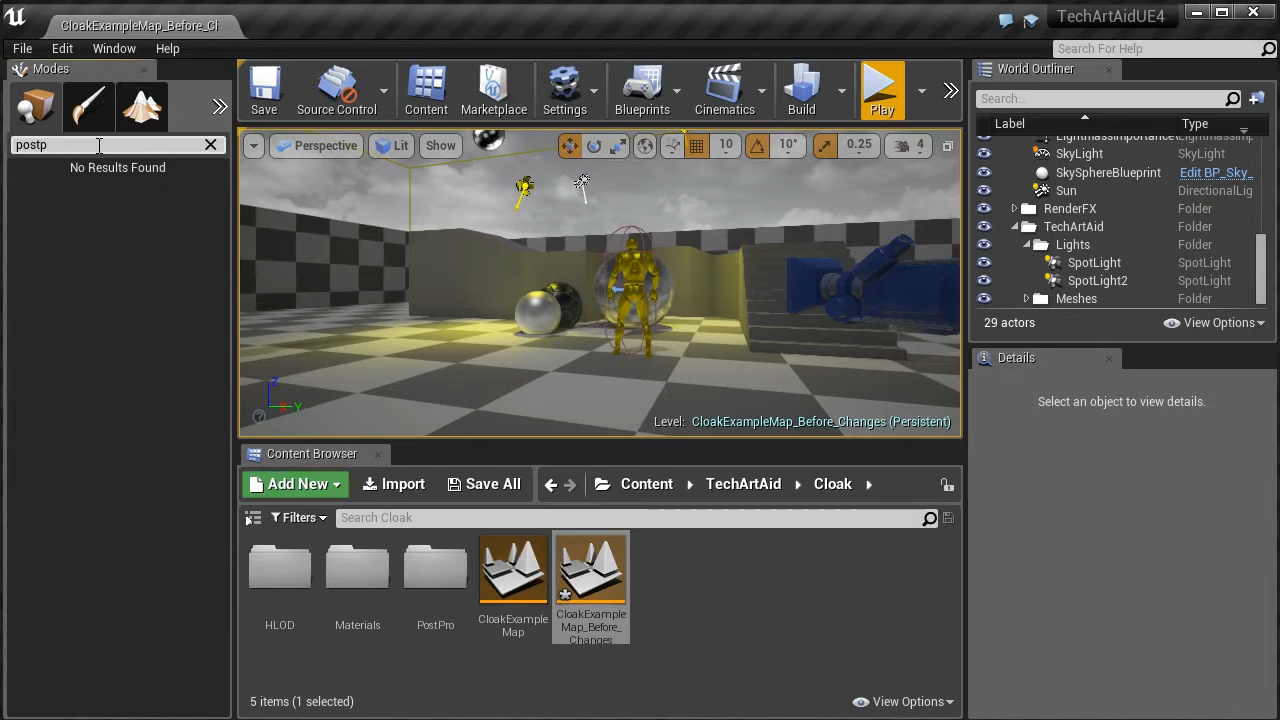 CloakExampleMap_Before_Cl
TechArtAidUE4
File Edit Window Help
Search For Help
Modes
postp
No Results Found
Save
Source Control
Content
Marketplace
Settings
Blueprints
Cinematics
Build
Play
Perspective
Lit
Show
10
10°
0.25
4
Z
X
Y
Level: CloakExampleMap_Before_Changes (Persistent)
World Outliner
Search...
Label Type
LightmassImportance
SkyLight SkyLight
SkySphereBlueprint Edit BP_Sky_
Sun DirectionalLig
RenderFX Folder
TechArtAid Folder
Lights Folder
SpotLight SpotLight
SpotLight2 SpotLight
Meshes Folder
29 actors View Options
Details
Select an object to view details.
Content Browser
Add New Import Save All Content TechArtAid Cloak
Filters Search Cloak
HLOD
Materials
PostPro
CloakExample
Map
CloakExample
Map_Before_
Changes
5 items (1 selected) View Options